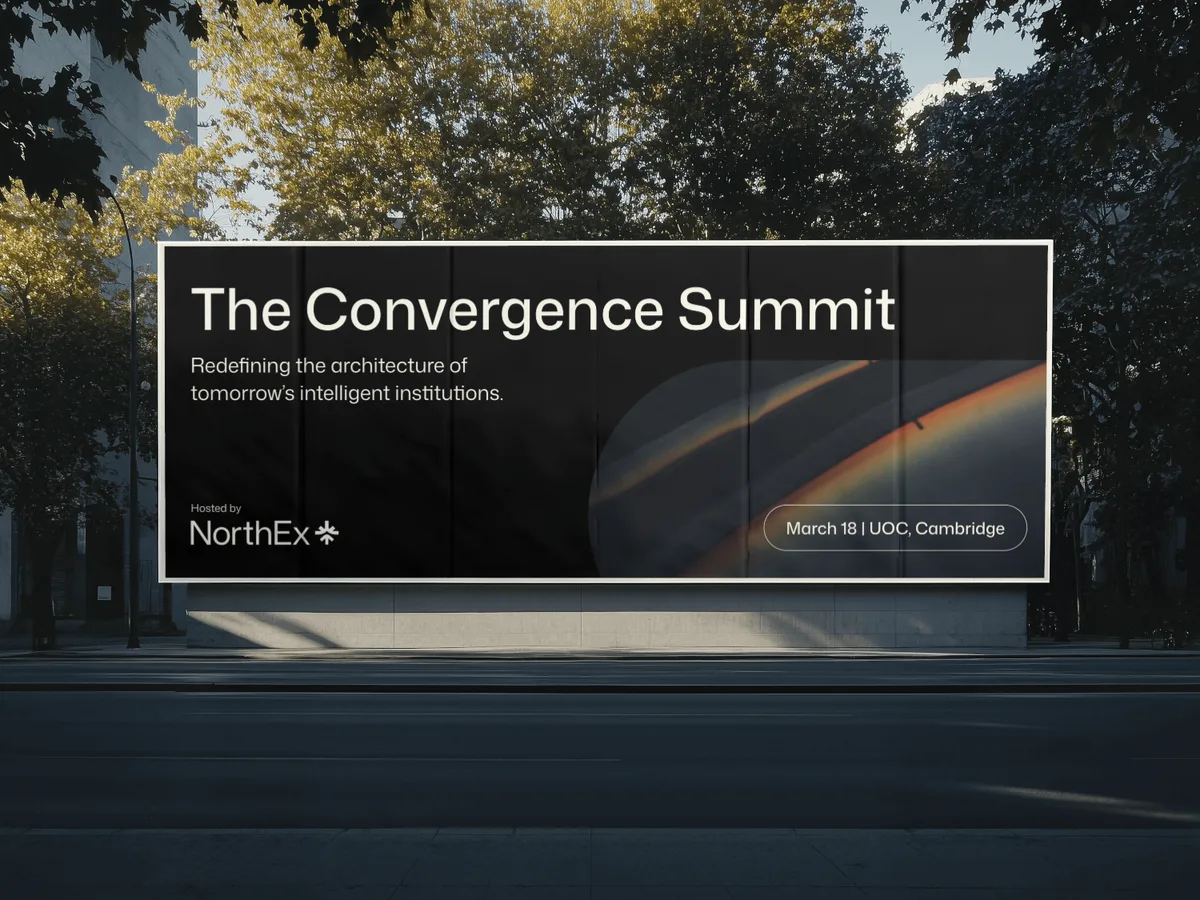 The Convergence Summit
Redefining the architecture of
tomorrow's intelligent institutions.
Hosted by
NorthEx
March 18 | UOC, Cambridge